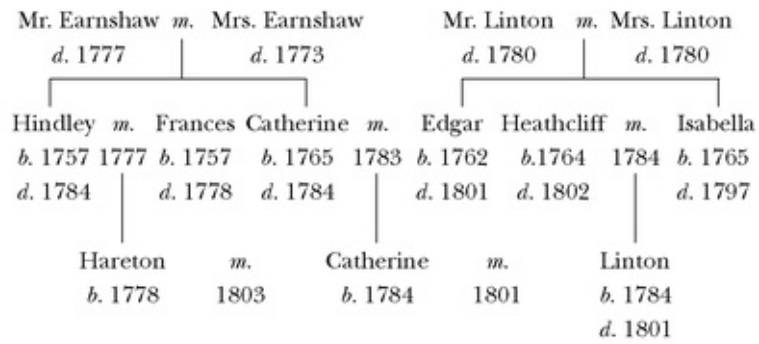 Mr. Earnshaw m. Mrs. Earnshaw Mr. Linton m. Mrs. Linton
d. 1777 d. 1773 d. 1780 d. 1780
Hindley m. Frances Catherine m. Edgar Heathcliff m. Isabella
b. 1757 1777 b. 1757 b. 1765 1783 b. 1762 b.1764 1784 b. 1765
d. 1784 d. 1778 d. 1784 d. 1801 d. 1802 d. 1797
Hareton m. Catherine m. Linton
b. 1778 1803 b. 1784 1801 b. 1784
d. 1801